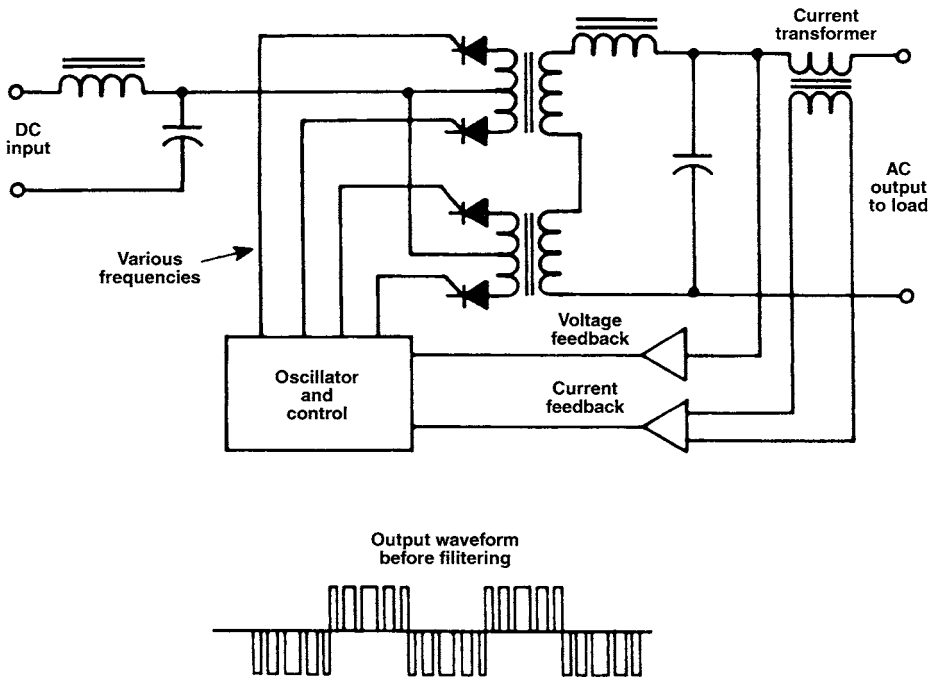 Current
transformer
DC
input
AC
output
to load
Various
frequencies
Voltage
feedback
Oscillator
and
control
Current
feedback
Output waveform
before filitering